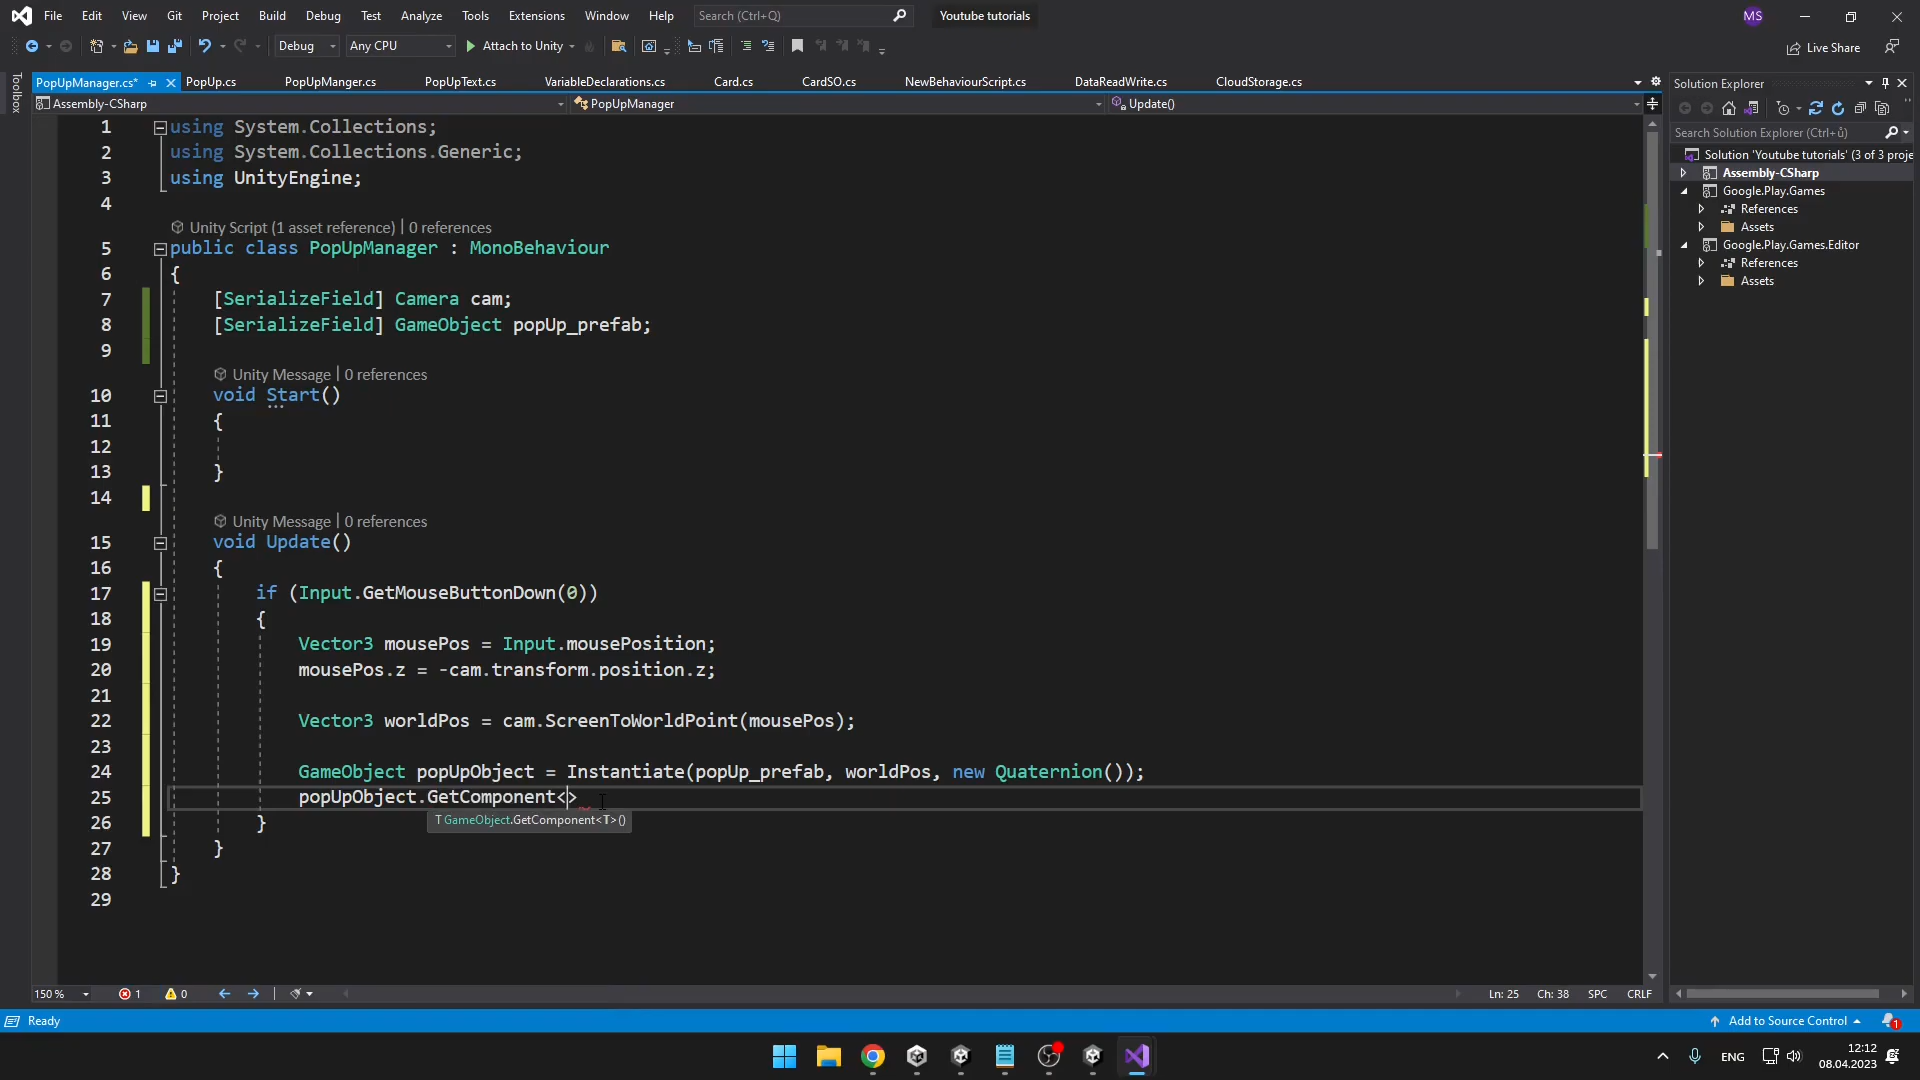 File Edit View Git Project Build Debug Test Analyze Tools Extensions Window Help Search (Ctrl+Q) Youtube tutorials MS
Debug Any CPU Attach to Unity Live Share
Toolbox
PopUpManager.cs* PopUp.cs PopUpManger.cs PopUpText.cs VariableDeclarations.cs Card.cs CardSO.cs NewBehaviourScript.cs DataReadWrite.cs CloudStorage.cs
Assembly-CSharp PopUpManager Update()
1 using System.Collections;
2 using System.Collections.Generic;
3 using UnityEngine;
4
Unity Script (1 asset reference) | 0 references
5 public class PopUpManager : MonoBehaviour
6 {
7 [SerializeField] Camera cam;
8 [SerializeField] GameObject popUp_prefab;
9
Unity Message | 0 references
10 void Start()
11 {
12
13 }
14
Unity Message | 0 references
15 void Update()
16 {
17 if (Input.GetMouseButtonDown(0))
18 {
19 Vector3 mousePos = Input.mousePosition;
20 mousePos.z = -cam.transform.position.z;
21
22 Vector3 worldPos = cam.ScreenToWorldPoint(mousePos);
23
24 GameObject popUpObject = Instantiate(popUp_prefab, worldPos, new Quaternion());
25 popUpObject.GetComponent<>
T GameObject.GetComponent<T>()
26 }
27 }
28 }
29
150 % 1 0 Ln: 25 Ch: 38 SPC CRLF
Solution Explorer
Search Solution Explorer (Ctrl+ů)
Solution 'Youtube tutorials' (3 of 3 proje
Assembly-CSharp
Google.Play.Games
References
Assets
Google.Play.Games.Editor
References
Assets
Ready Add to Source Control 1
ENG 12:12
08.04.2023